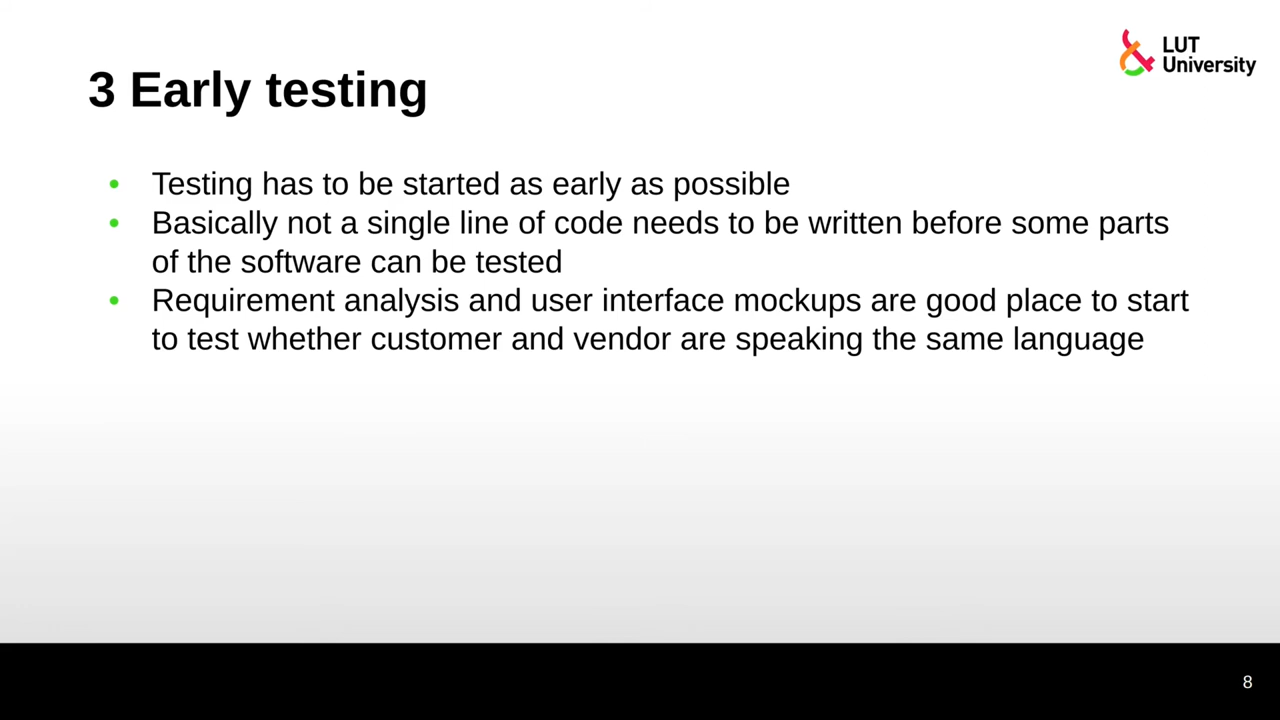 LUT
University
3 Early testing
• Testing has to be started as early as possible
• Basically not a single line of code needs to be written before some parts
of the software can be tested
• Requirement analysis and user interface mockups are good place to start
to test whether customer and vendor are speaking the same language
8